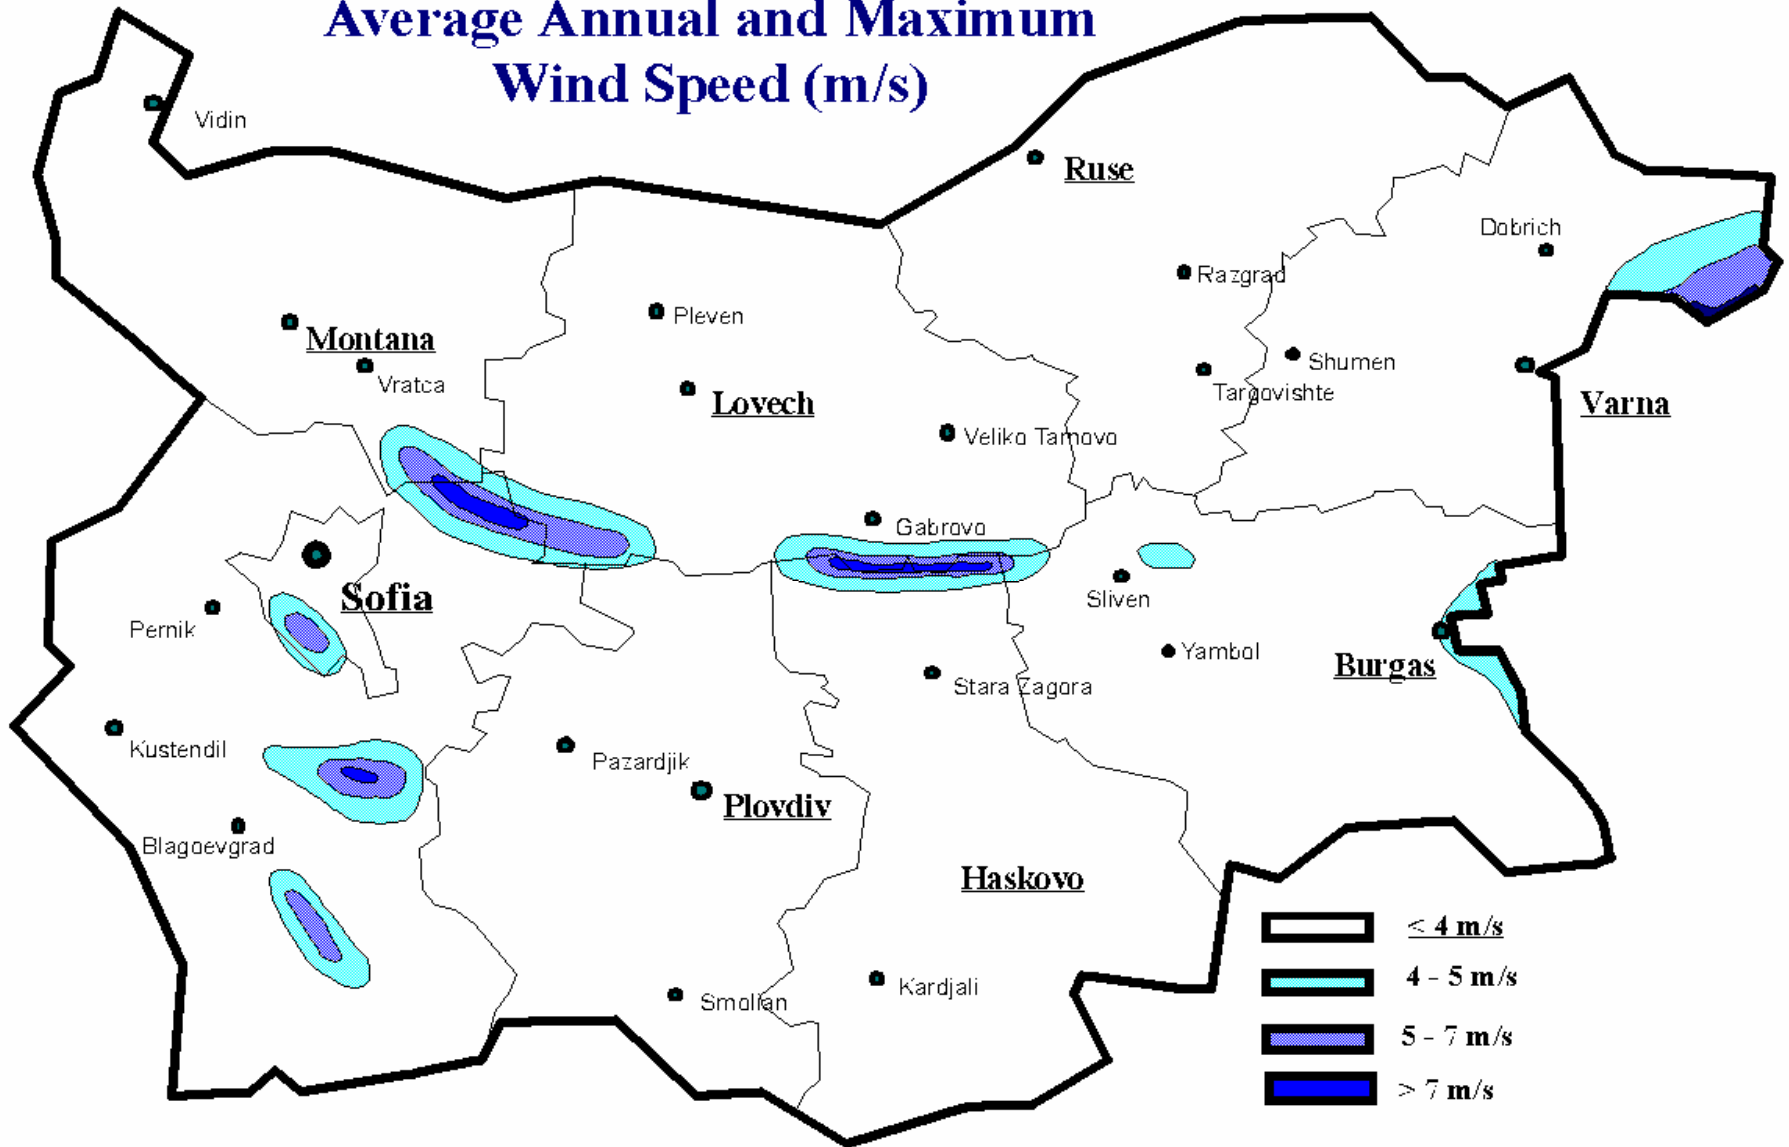 Average Annual and Maximum
Wind Speed (m/s)
Vidin
Ruse
Dobrich
Razgrad
Pleven
Montana
Vratca
Shumen
Targovishte
Lovech
Varna
Veliko Tarnovo
Gabrovo
Sofia
Sliven
Pernik
Yambol
Burgas
Stara Zagora
Kustendil
Pazardjik
Plovdiv
Blagoevgrad
Haskovo
< 4 m/s
4 - 5 m/s
Kardjali
Smolian
5 - 7 m/s
> 7 m/s